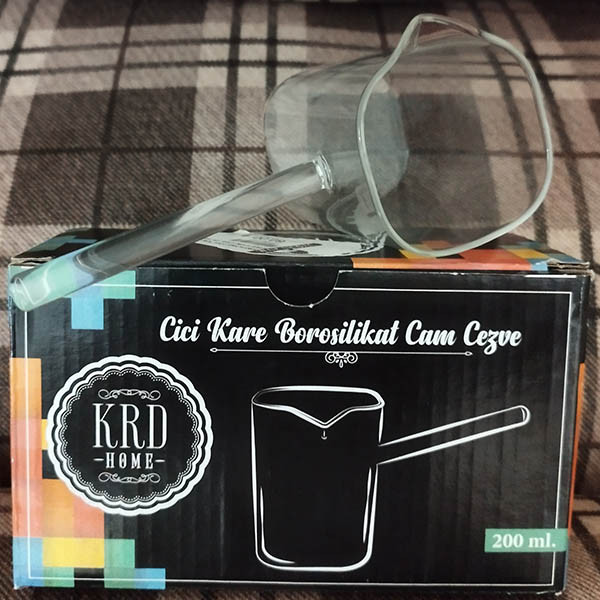 Cici Kare Borosilikat Cam Cezve
KRD
HOME
200 ml.